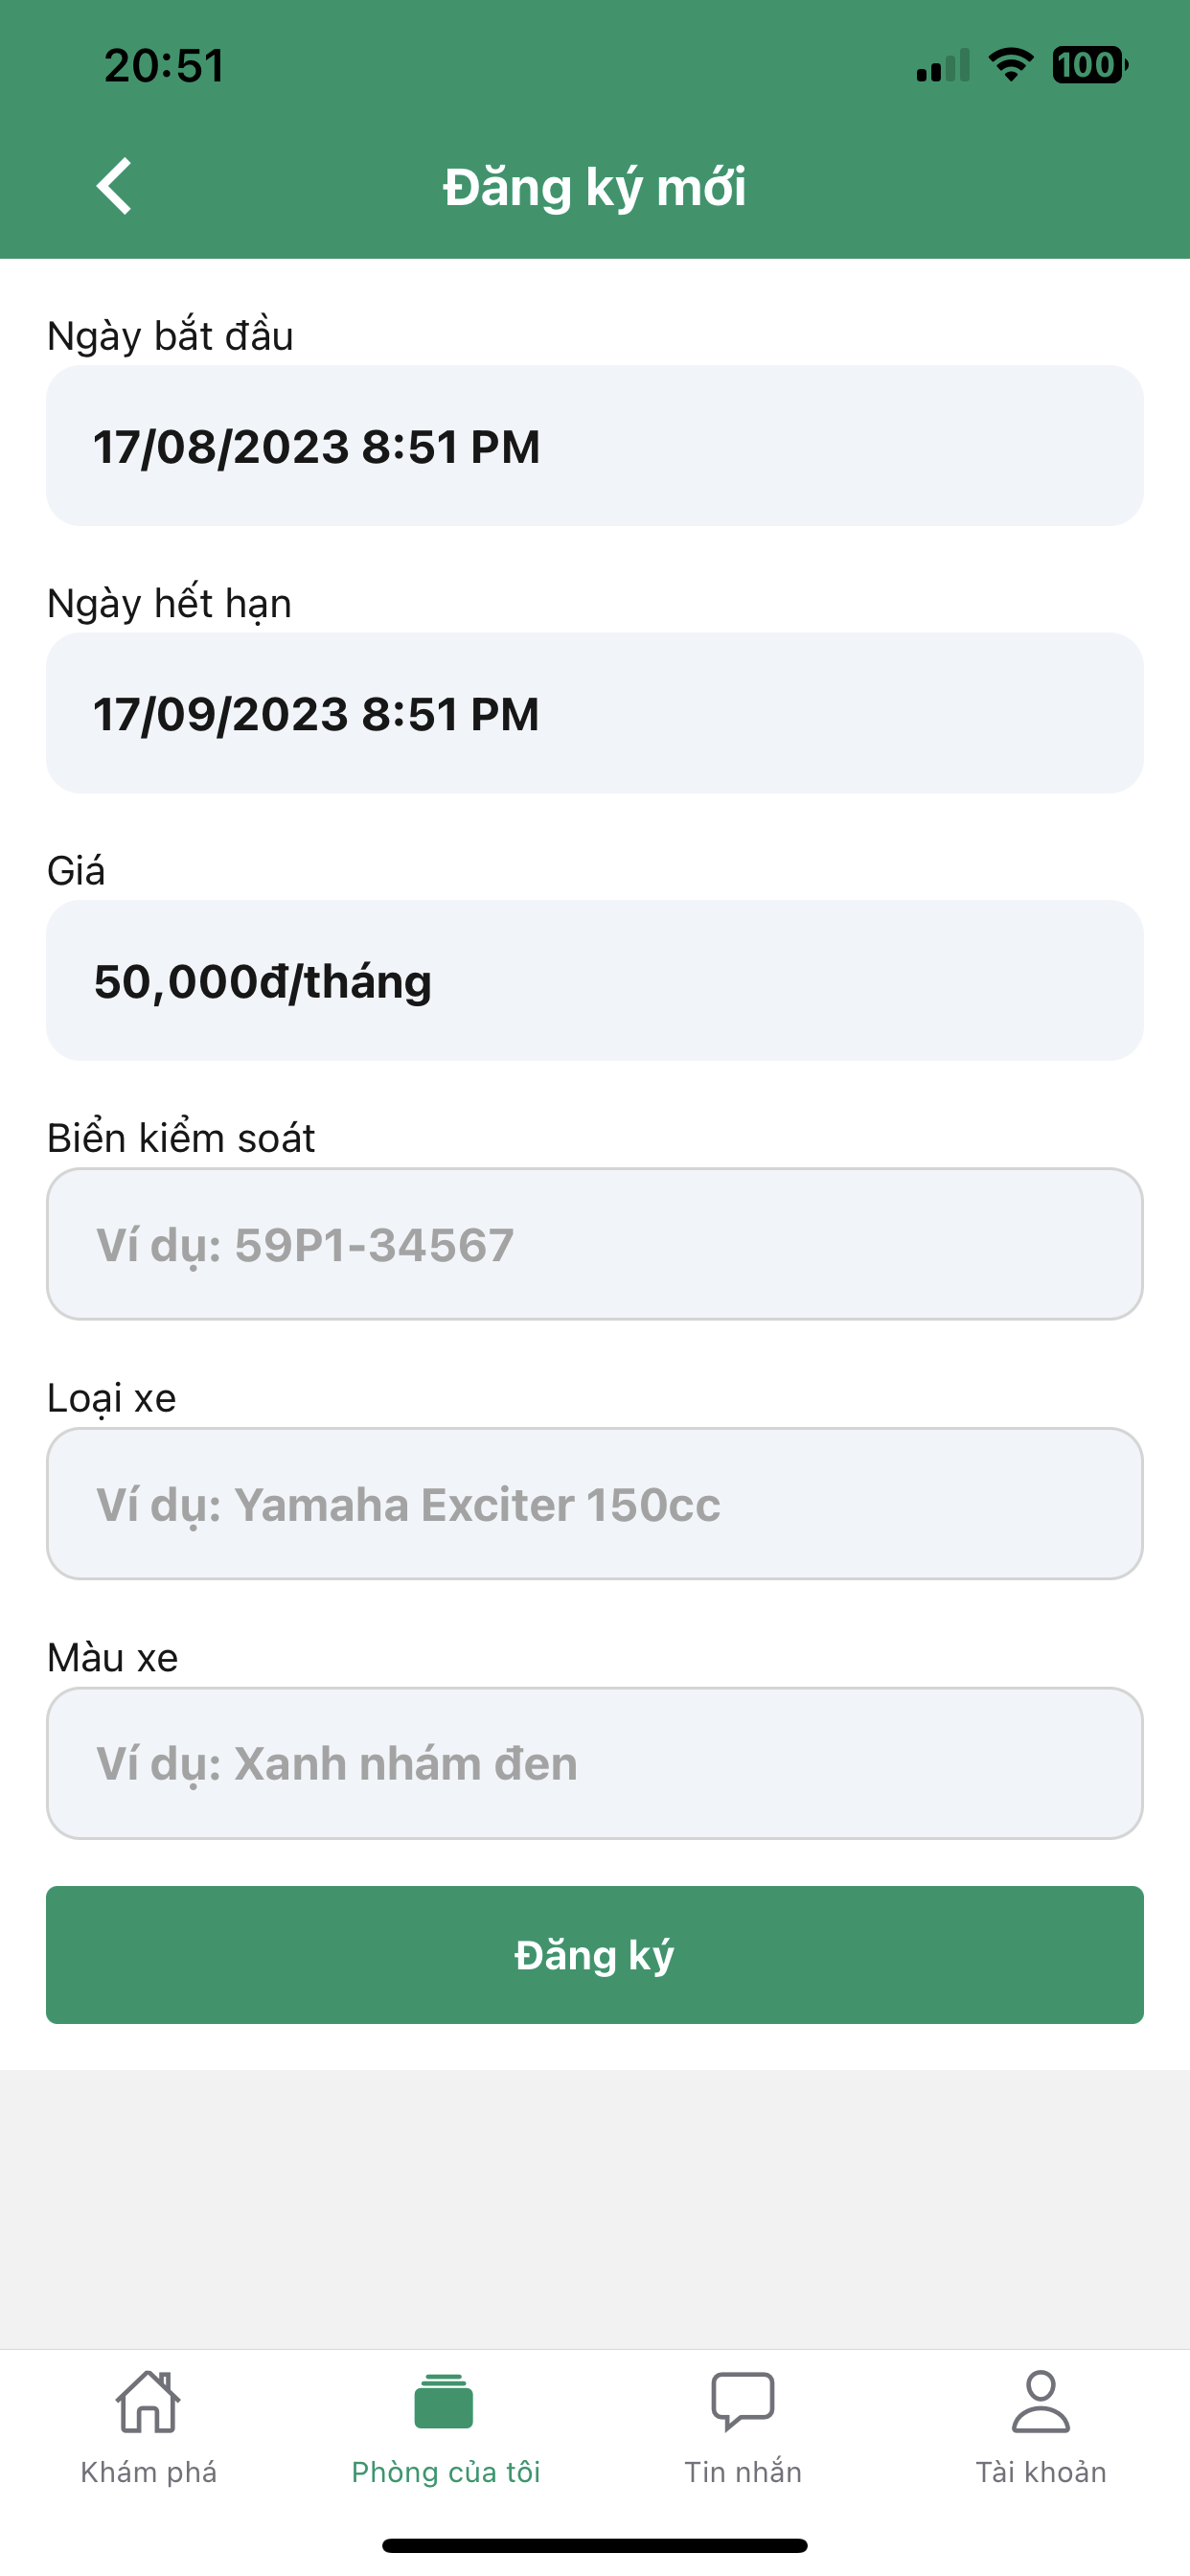 20:51
100
Đăng ký mới
Ngày bắt đầu
17/08/2023 8:51 PM
Ngày hết hạn
17/09/2023 8:51 PM
Giá
50,000đ/tháng
Biển kiểm soát
Ví dụ: 59P1-34567
Loại xe
Ví dụ: Yamaha Exciter 150cc
Màu xe
Ví dụ: Xanh nhám đen
Đăng ký
Khám phá
Phòng của tôi
Tin nhắn
Tài khoản